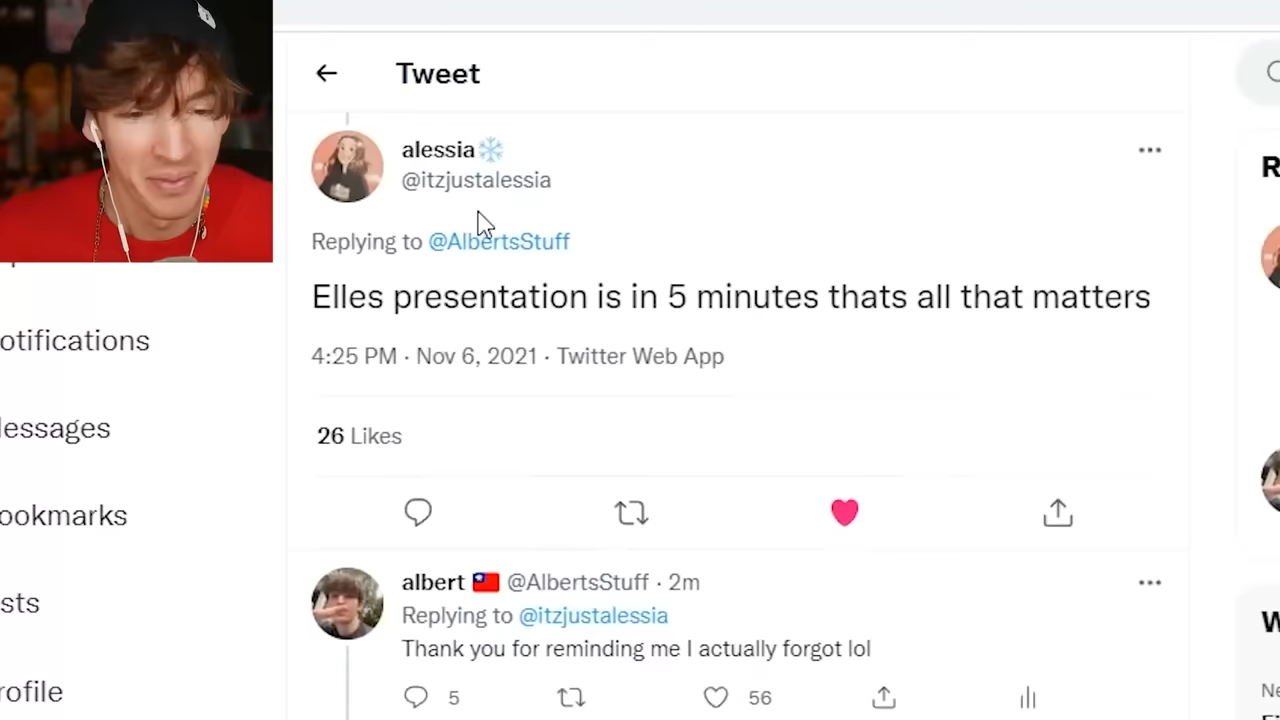 Tweet
alessia❄️
@itzjustalessia
Replying to @AlbertsStuff
Elles presentation is in 5 minutes thats all that matters
4:25 PM · Nov 6, 2021 · Twitter Web App
26 Likes
albert 🇹🇼 @AlbertsStuff · 2m
Replying to @itzjustalessia
Thank you for reminding me I actually forgot lol
5 56
otifications
essages
ookmarks
sts
rofile
R
W
Ne